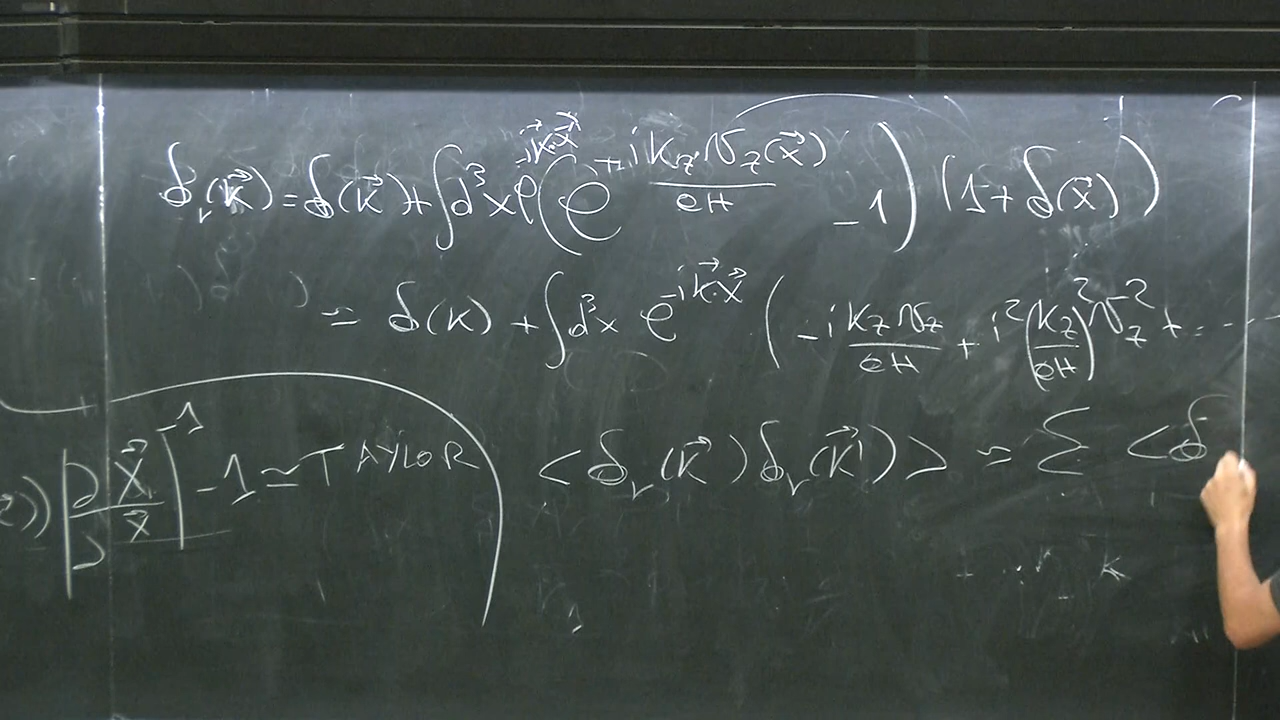 δ_r(k⃗) = δ(k⃗) + ∫d³x e^{-ik⃗·x⃗} (e^{+i k_z v_z(x⃗)/aH} - 1) (1 + δ(x⃗))
= δ(k) + ∫d³x e^{-ik⃗·x⃗} (-i k_z v_z/aH + i² (k_z/aH)² v_z² + ...
|∂X⃗/∂x⃗|^{-1} - 1 ≃ TAYLOR
<δ_r(k⃗) δ_r(k⃗')> = Σ <δ